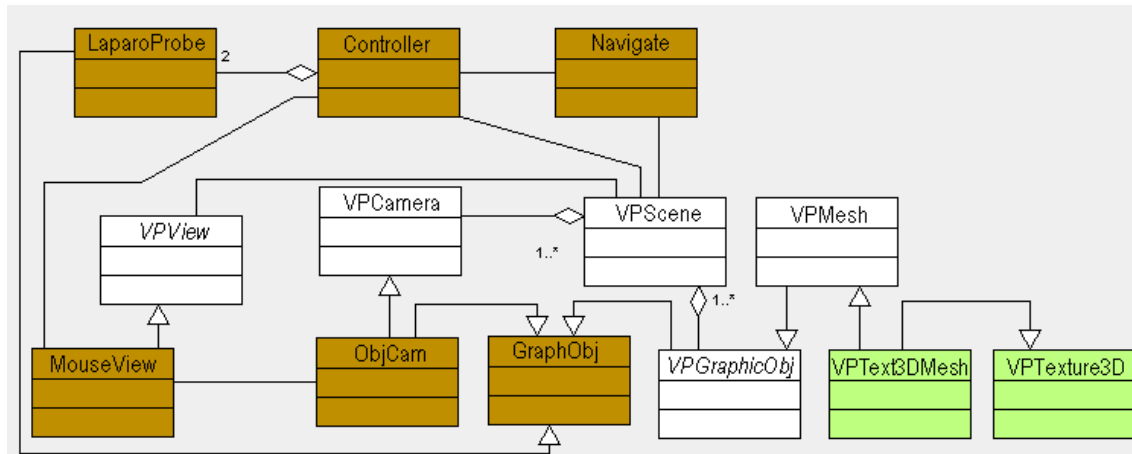 LaparoProbe
Controller
Navigate
2
VPCamera
VPScene
VPMesh
VPView
1..*
1..*
ObjCam
GraphObj
MouseView
VPGraphicObj
VPText3DMesh
VPTexture3D